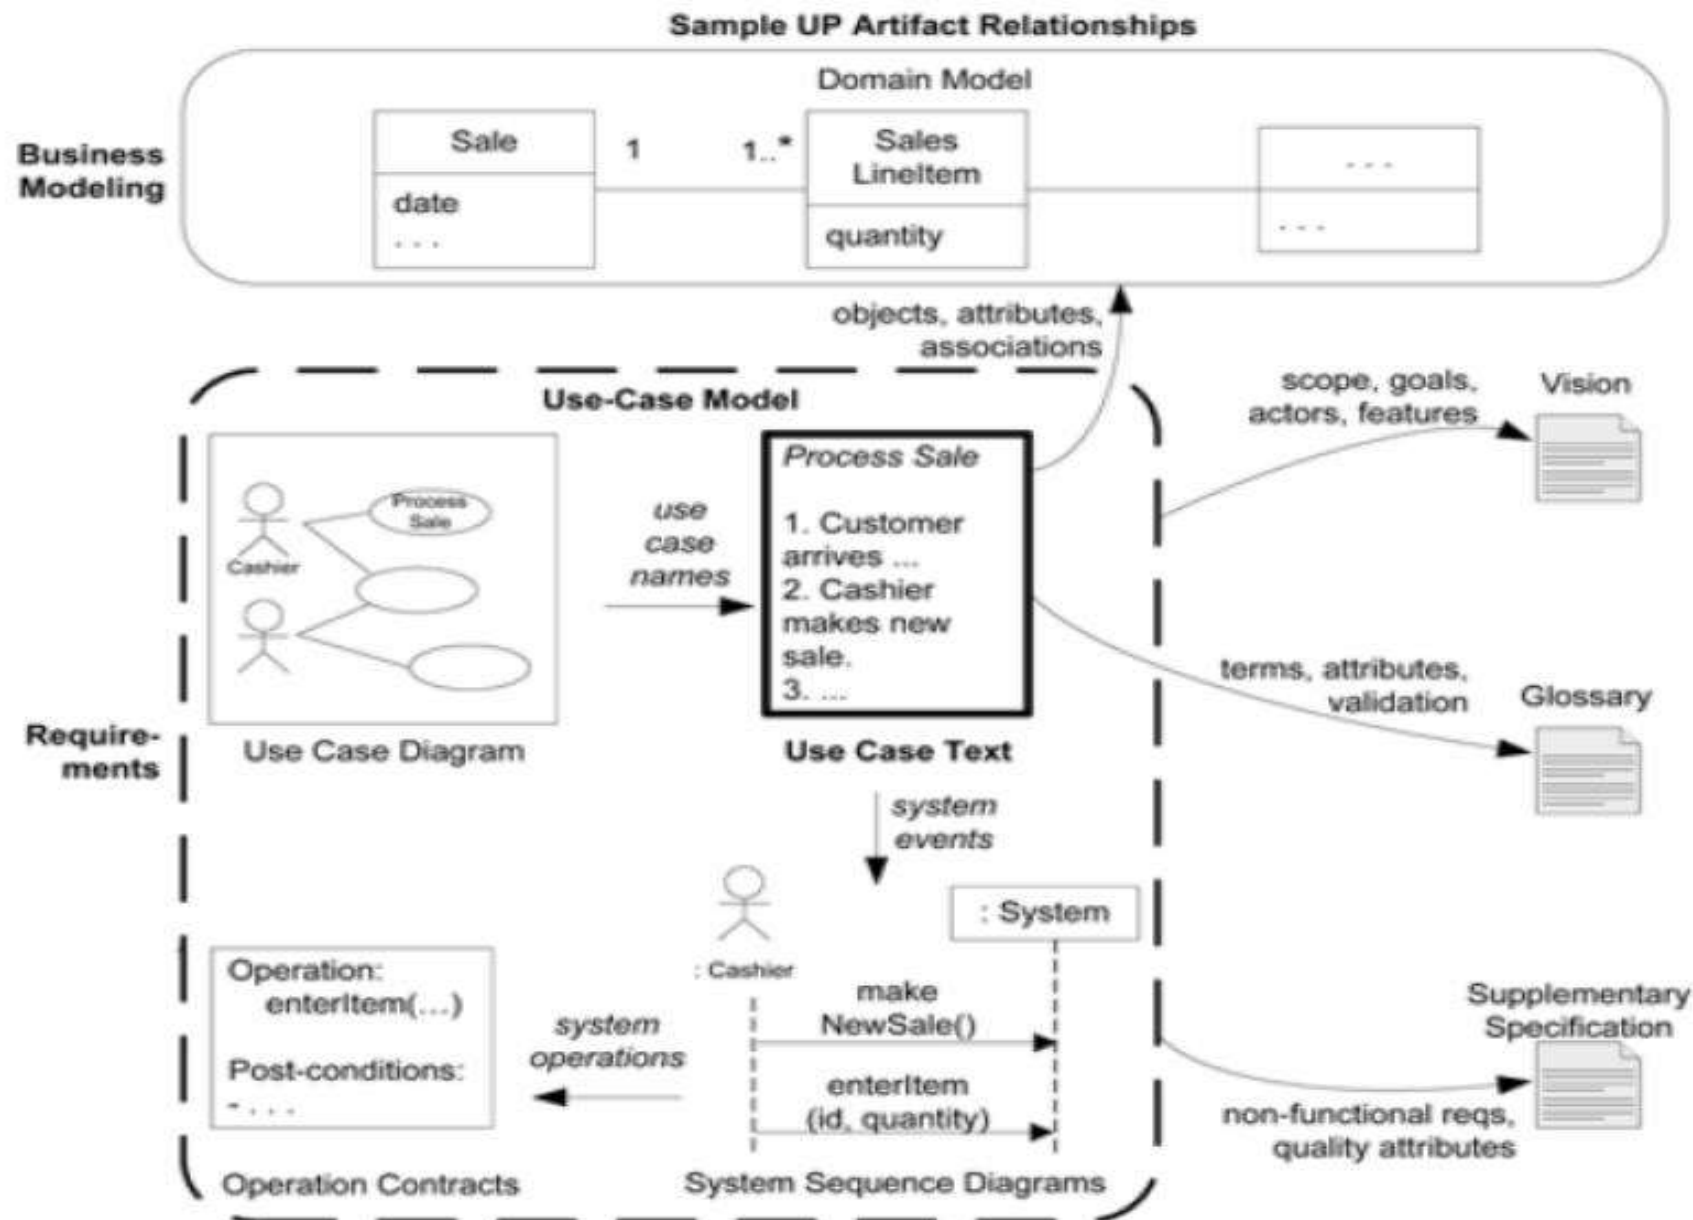 Sample UP Artifact Relationships
Domain Model
Business
Modeling
Sale
date
. . .
1
1..*
Sales
LineItem
quantity
. . .
. . .
objects, attributes,
associations
Use-Case Model
Require-
ments
Process
Sale
Cashier
Use Case Diagram
use
case
names
Process Sale
1. Customer
arrives ...
2. Cashier
makes new
sale.
3. ...
Use Case Text
scope, goals,
actors, features
Vision
terms, attributes,
validation
Glossary
system
events
: Cashier
: System
make
NewSale()
enterItem
(id, quantity)
System Sequence Diagrams
system
operations
Operation:
enterItem(...)
Post-conditions:
- . . .
Operation Contracts
Supplementary
Specification
non-functional reqs,
quality attributes